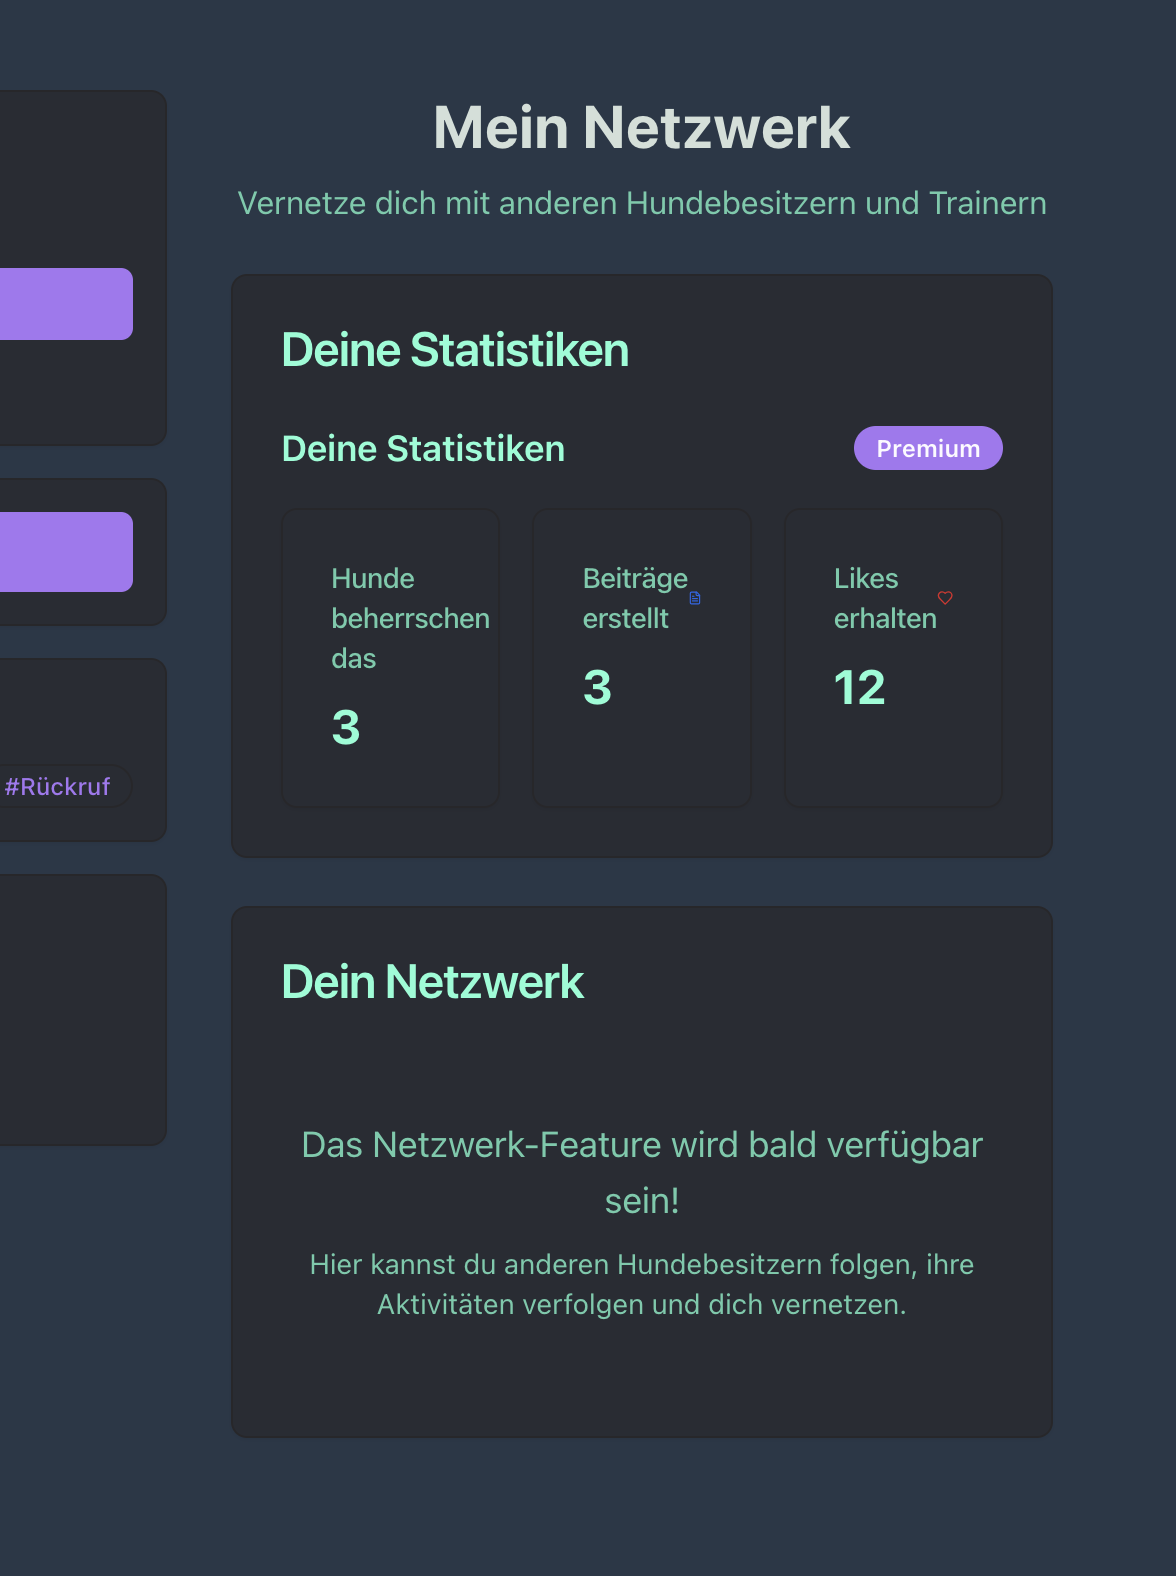 Mein Netzwerk
Vernetze dich mit anderen Hundebesitzern und Trainern
Deine Statistiken
Deine Statistiken
Premium
Hunde
beherrschen
das
3
Beiträge
erstellt
3
Likes
erhalten
12
#Rückruf
Dein Netzwerk
Das Netzwerk-Feature wird bald verfügbar
sein!
Hier kannst du anderen Hundebesitzern folgen, ihre
Aktivitäten verfolgen und dich vernetzen.